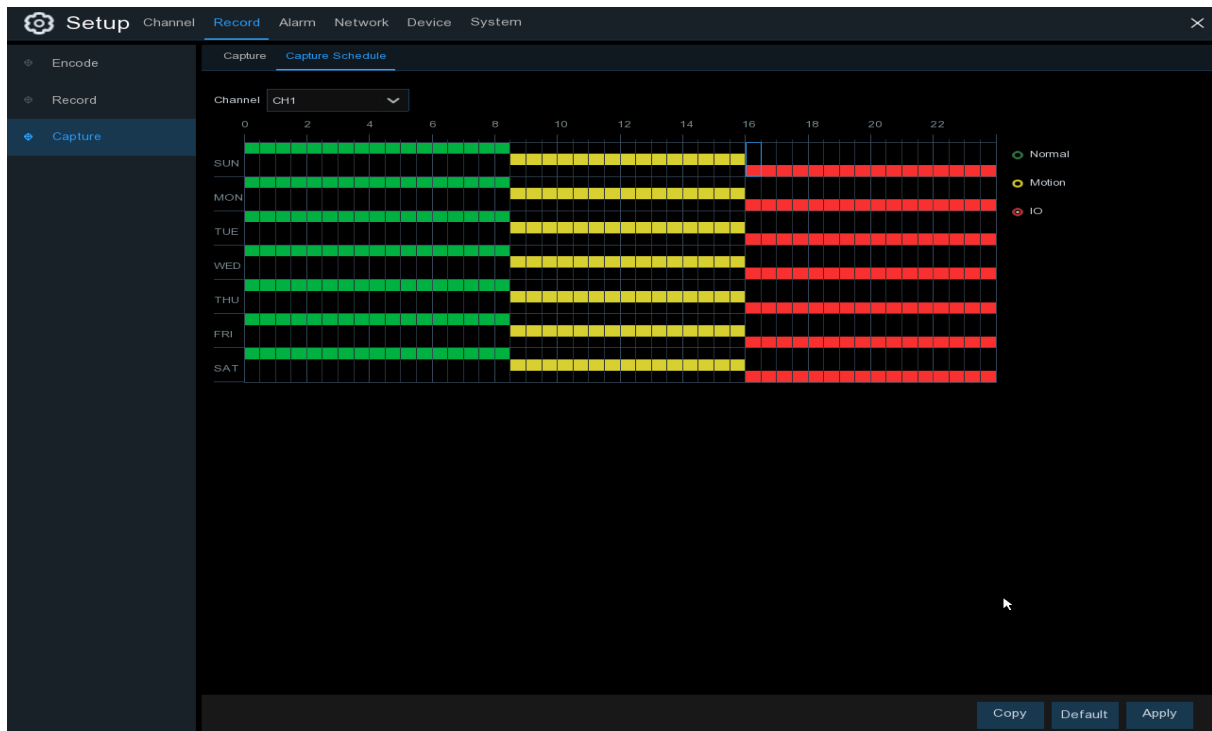 Setup Channel Record Alarm Network Device System
Encode
Record
Capture
Capture Capture Schedule
Channel CH1
0 2 4 6 8 10 12 14 16 18 20 22
SUN
MON
TUE
WED
THU
FRI
SAT
Normal
Motion
IO
Copy Default Apply